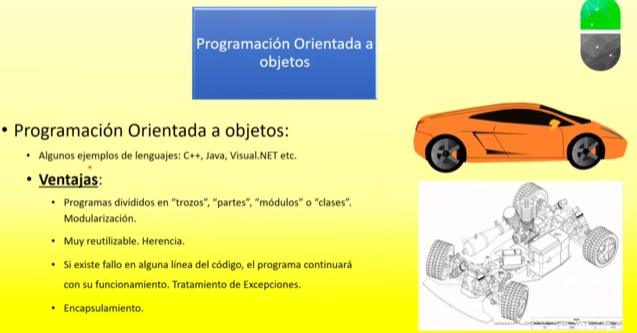 Programación Orientada a
objetos
• Programación Orientada a objetos:
• Algunos ejemplos de lenguajes: C++, Java, Visual.NET etc.
• Ventajas:
• Programas divididos en “trozos”, “partes”, “módulos” o “clases”.
Modularización.
• Muy reutilizable. Herencia.
• Si existe fallo en alguna línea del código, el programa continuará
con su funcionamiento. Tratamiento de Excepciones.
• Encapsulamiento.